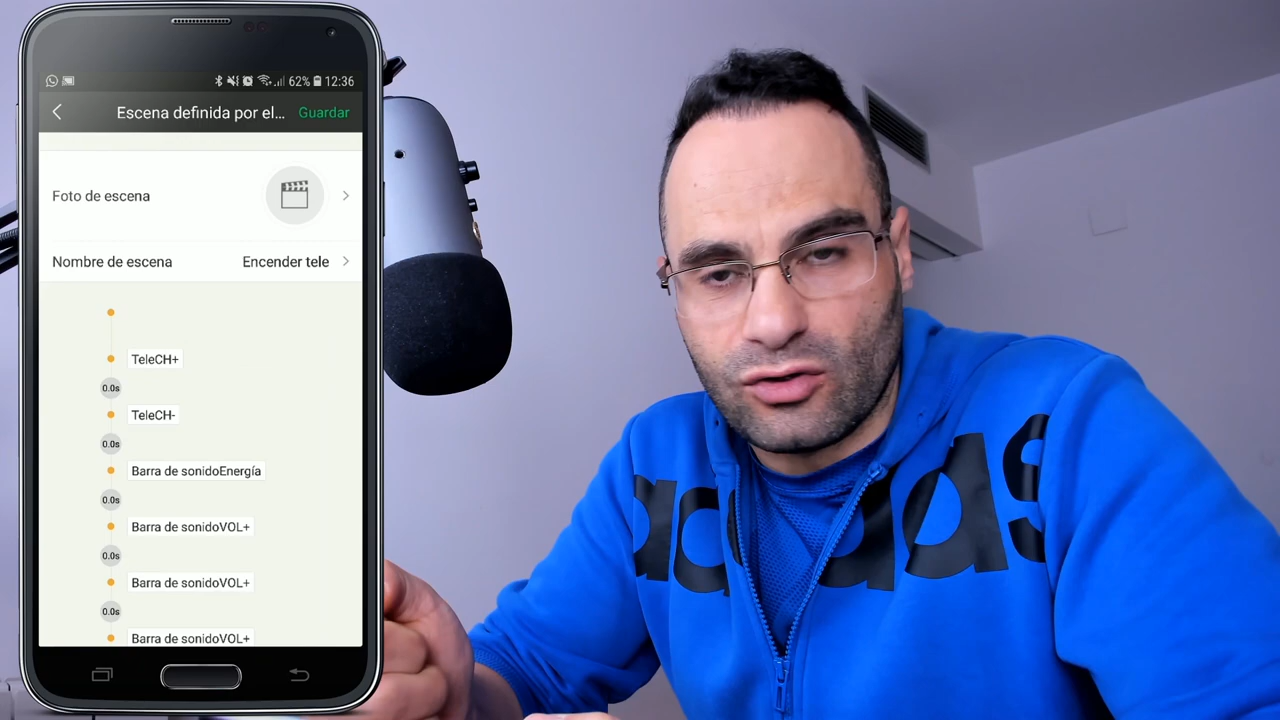 62% 12:36
Escena definida por el... Guardar
Foto de escena
Nombre de escena Encender tele
TeleCH+
0.0s
TeleCH-
0.0s
Barra de sonidoEnergía
0.0s
Barra de sonidoVOL+
0.0s
Barra de sonidoVOL+
0.0s
Barra de sonidoVOL+
adidas